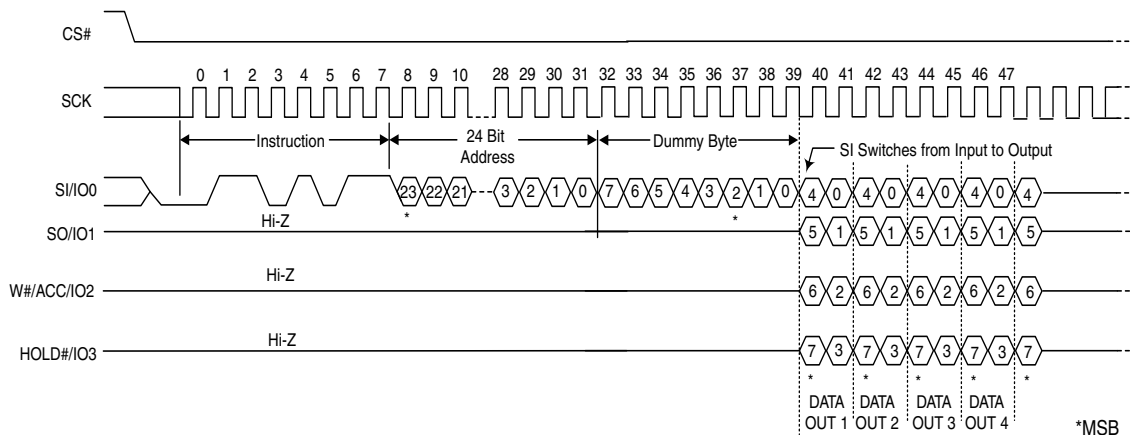 CS#
0 1 2 3 4 5 6 7 8 9 10 28 29 30 31 32 33 34 35 36 37 38 39 40 41 42 43 44 45 46 47
SCK
Instruction
24 Bit
Address
Dummy Byte
SI Switches from Input to Output
SI/IO0
23 22 21 3 2 1 0 7 6 5 4 3 2 1 0 4 0 4 0 4 0 4 0 4
* *
Hi-Z
SO/IO1
5 1 5 1 5 1 5 1 5
Hi-Z
W#/ACC/IO2
6 2 6 2 6 2 6 2 6
Hi-Z
HOLD#/IO3
7 3 7 3 7 3 7 3 7
* * * * *
DATA OUT 1
DATA OUT 2
DATA OUT 3
DATA OUT 4
*MSB